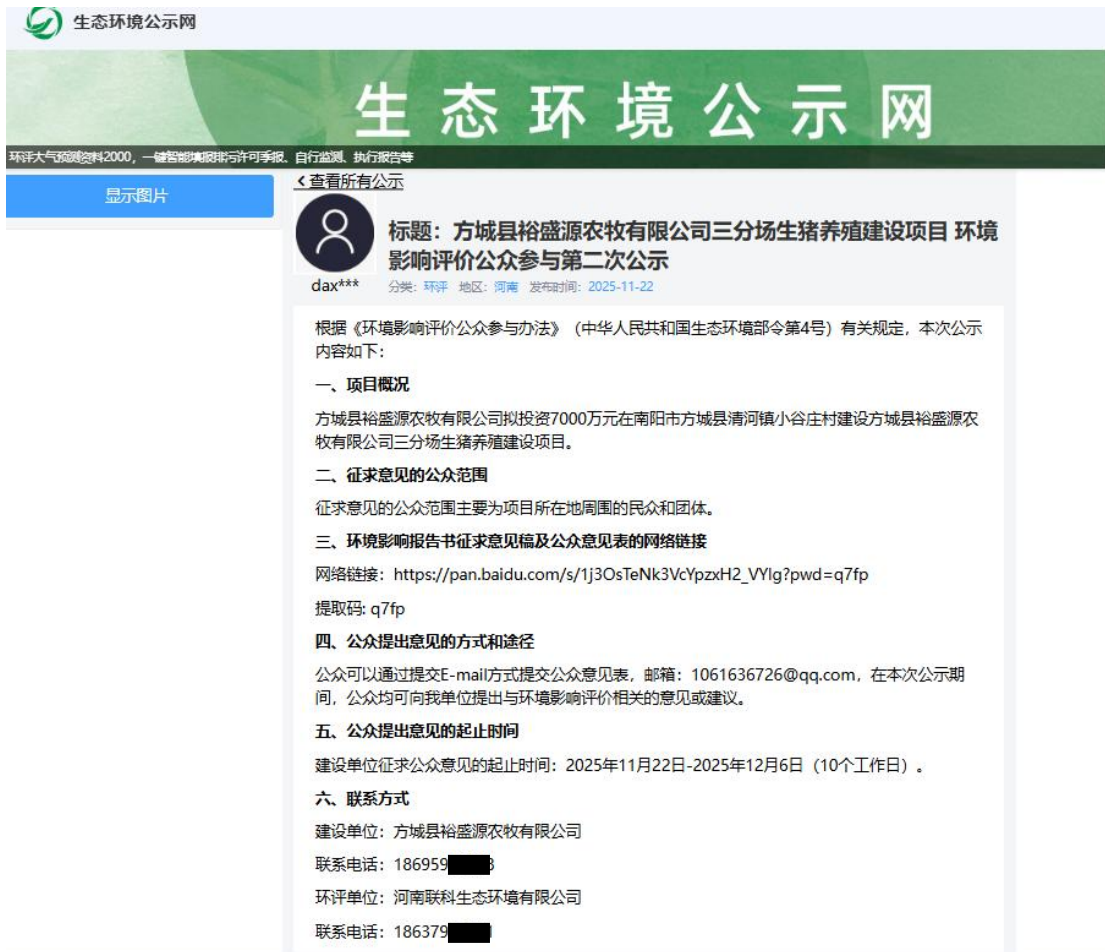 生态环境公示网
生态环境公示网
环评大气预测资料2000，一键智能填报排污许可季报、自行监测、执行报告等
显示图片
查看所有公示
标题：方城县裕盛源农牧有限公司三分场生猪养殖建设项目 环境
影响评价公众参与第二次公示
dax***
分类：环评 地区：河南 发布时间：2025-11-22
根据《环境影响评价公众参与办法》（中华人民共和国生态环境部令第4号）有关规定，本次公示
内容如下：
一、项目概况
方城县裕盛源农牧有限公司拟投资7000万元在南阳市方城县清河镇小谷庄村建设方城县裕盛源农
牧有限公司三分场生猪养殖建设项目。
二、征求意见的公众范围
征求意见的公众范围主要为项目所在地周围的民众和团体。
三、环境影响报告书征求意见稿及公众意见表的网络链接
网络链接：https://pan.baidu.com/s/1j3OsTeNk3VcYpzxH2_VYlg?pwd=q7fp
提取码: q7fp
四、公众提出意见的方式和途径
公众可以通过提交E-mail方式提交公众意见表，邮箱：1061636726@qq.com，在本次公示期
间，公众均可向我单位提出与环境影响评价相关的意见或建议。
五、公众提出意见的起止时间
建设单位征求公众意见的起止时间：2025年11月22日-2025年12月6日（10个工作日）。
六、联系方式
建设单位：方城县裕盛源农牧有限公司
联系电话：186959
环评单位：河南联科生态环境有限公司
联系电话：186379